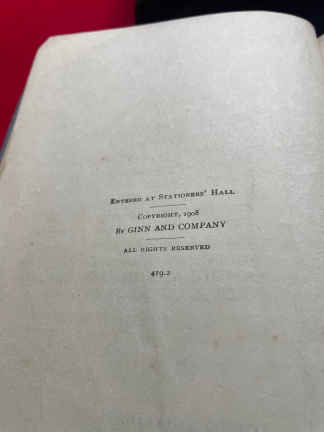 Entered at Stationers' Hall
Copyright, 1908
By GINN AND COMPANY
ALL RIGHTS RESERVED
419.2